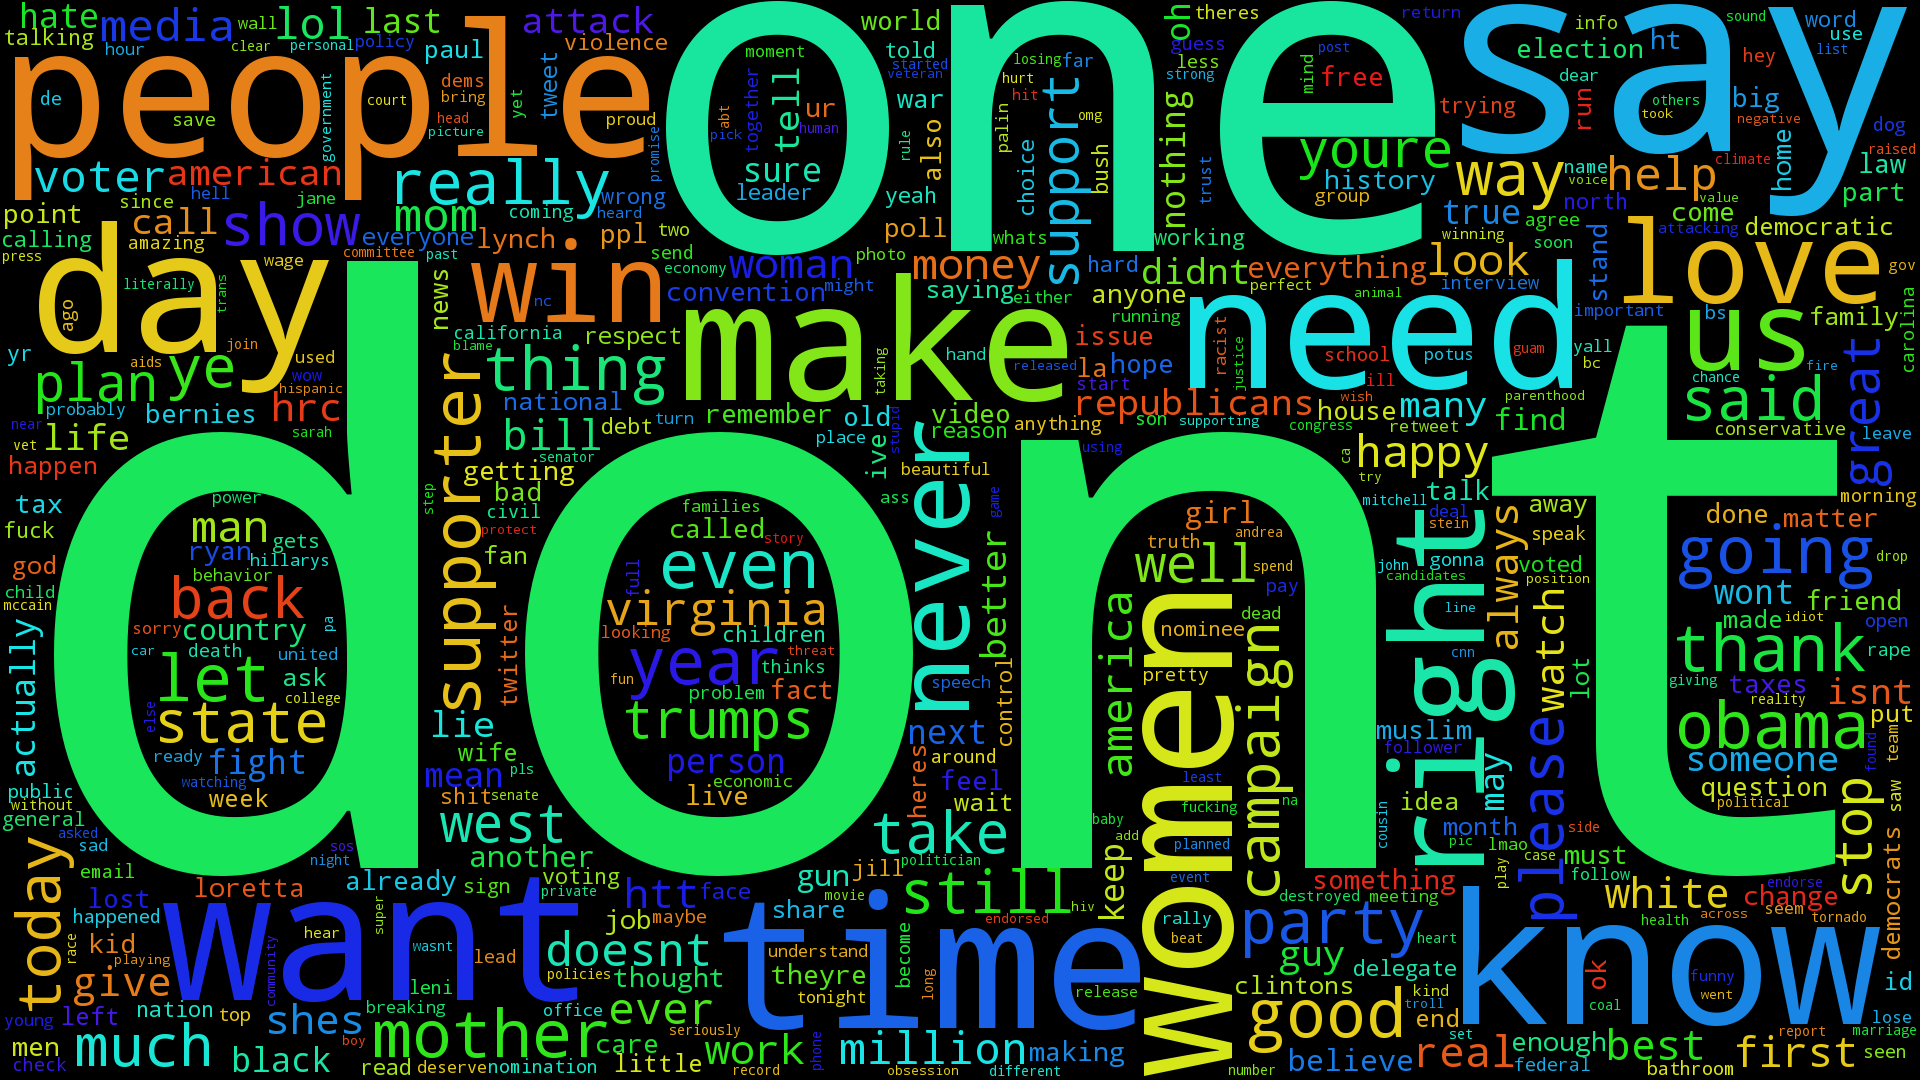 hate
media
lol
last
attack
world
oh
theres
return
info
sound
word
talking
wall
hour
clear
personal
policy
paul
violence
moment
told
started
veteran
guess
less
losing
far
post
election
ht
hey
use
list
people
one
say
de
save
court
government
dems
bring
head
picture
yet
tweet
proud
promise
abt
pick
together
tell
ur
human
sure
leader
war
also
rule
yeah
hurt
hit
palin
omg
bush
choice
support
nothing
strong
trust
mind
free
youre
history
group
trying
run
dear
others
took
big
negative
climate
home
dog
raised
law
part
voter
american
really
hell
jane
since
mom
coming
wrong
heard
way
name
voice
help
value
point
call
show
everyone
lynch
ppl
two
poll
whats
working
true
agree
north
come
attacking
democratic
calling
amazing
press
committee
past
send
photo
winning
soon
stand
day
literally
wage
trans
ago
win
nc
news
economy
woman
convention
might
money
saying
either
hard
didnt
everything
perfect
animal
look
interview
important
love
gov
anyone
running
make
need
us
bs
family
carolina
yr
join
aids
used
california
blame
respect
thing
hand
taking
released
issue
la
hope
racist
justice
school
potus
guam
ill
yall
bc
chance
fire
great
plan
ye
wow
hispanic
hrc
supporter
national
start
republicans
wish
parenthood
said
probably
bernies
sarah
near
vet
life
bill
debt
turn
remember
old
place
stupid
video
reason
anything
son
supporting
congress
house
retweet
many
find
conservative
leave
happen
senator
getting
ive
never
beautiful
using
ca
try
happy
dont
tax
power
step
bad
civil
families
ass
game
girl
mitchell
talk
deal
stein
away
done
matter
morning
fuck
man
ryan
gets
hillarys
protect
fan
called
story
better
truth
andrea
right
always
speak
going
drop
god
behavior
even
full
well
spend
pay
john
gonna
candidates
voted
position
wont
friend
child
mccain
back
virginia
america
dead
women
campaign
line
watch
made
idiot
open
sorry
country
pa
car
death
united
twitter
looking
children
year
threat
nominee
cnn
thank
rape
actually
let
ask
college
else
fun
thinks
problem
fact
speech
control
pretty
lot
giving
taxes
reality
isnt
state
trumps
lie
next
muslim
follower
please
obama
put
ready
fight
watching
week
wife
mean
pls
person
economic
live
heres
around
feel
wait
least
may
someone
found
team
public
without
general
shit
senate
west
take
fucking
na
idea
question
political
saw
stop
asked
sad
sos
night
another
politician
baby
add
planned
cousin
month
pic
lmao
side
case
must
follow
democrats
today
email
lost
loretta
already
sign
voting
private
htt
face
gun
jill
movie
still
keep
event
something
play
white
change
endorse
happened
want
super
job
maybe
share
endorsed
hiv
rally
beat
destroyed
meeting
health
across
seem
tornado
race
kid
playing
hear
wasnt
lead
doesnt
time
understand
become
party
heart
know
give
community
policies
thought
theyre
tonight
long
guy
delegate
ok
funny
id
young
left
nation
top
shes
breaking
leni
office
ever
seriously
release
clintons
kind
troll
coal
went
lose
men
check
much
black
boy
mother
care
work
phone
million
making
good
end
set
enough
best
report
marriage
first
seen
read
deserve
nomination
little
record
obsession
different
number
believe
real
federal
bathroom